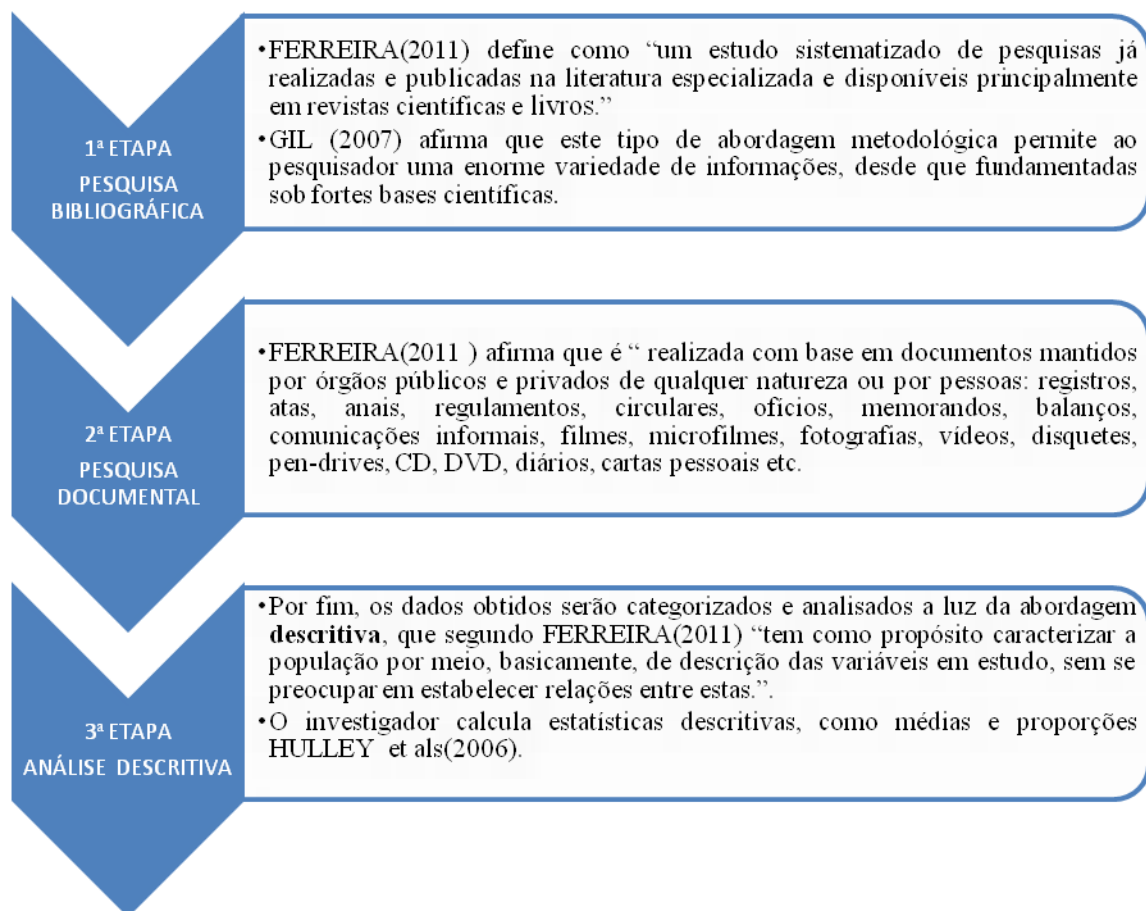 1ª ETAPA
PESQUISA
BIBLIOGRÁFICA
•FERREIRA(2011) define como “um estudo sistematizado de pesquisas já
realizadas e publicadas na literatura especializada e disponíveis principalmente
em revistas científicas e livros.”
•GIL (2007) afirma que este tipo de abordagem metodológica permite ao
pesquisador uma enorme variedade de informações, desde que fundamentadas
sob fortes bases científicas.
2ª ETAPA
PESQUISA
DOCUMENTAL
•FERREIRA(2011 ) afirma que é “ realizada com base em documentos mantidos
por órgãos públicos e privados de qualquer natureza ou por pessoas: registros,
atas, anais, regulamentos, circulares, ofícios, memorandos, balanços,
comunicações informais, filmes, microfilmes, fotografias, vídeos, disquetes,
pen-drives, CD, DVD, diários, cartas pessoais etc.
3ª ETAPA
ANÁLISE DESCRITIVA
•Por fim, os dados obtidos serão categorizados e analisados a luz da abordagem
descritiva, que segundo FERREIRA(2011) “tem como propósito caracterizar a
população por meio, basicamente, de descrição das variáveis em estudo, sem se
preocupar em estabelecer relações entre estas.”.
•O investigador calcula estatísticas descritivas, como médias e proporções
HULLEY et als(2006).